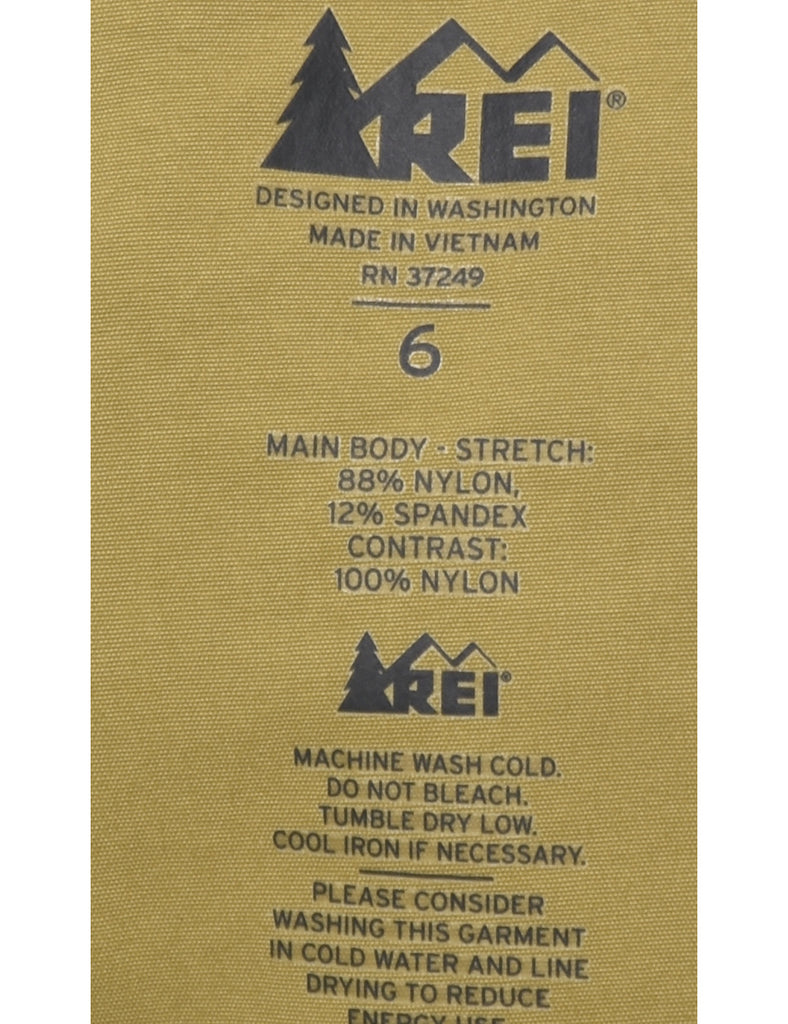 REI®
DESIGNED IN WASHINGTON
MADE IN VIETNAM
RN 37249
6
MAIN BODY - STRETCH:
88% NYLON,
12% SPANDEX
CONTRAST:
100% NYLON
REI®
MACHINE WASH COLD.
DO NOT BLEACH.
TUMBLE DRY LOW.
COOL IRON IF NECESSARY.
PLEASE CONSIDER
WASHING THIS GARMENT
IN COLD WATER AND LINE
DRYING TO REDUCE
ENERGY USE